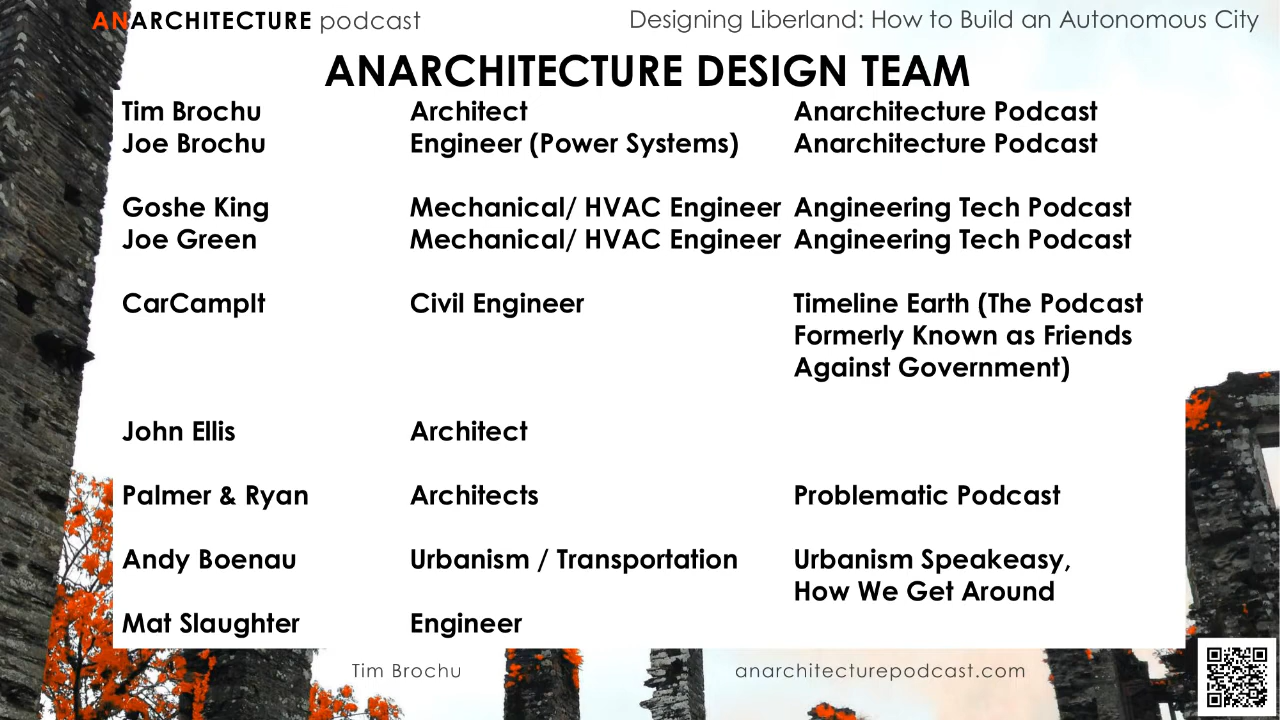 ANARCHITECTURE podcast Designing Liberland: How to Build an Autonomous City
ANARCHITECTURE DESIGN TEAM
Tim Brochu Architect Anarchitecture Podcast
Joe Brochu Engineer (Power Systems) Anarchitecture Podcast
Goshe King Mechanical/ HVAC Engineer Angineering Tech Podcast
Joe Green Mechanical/ HVAC Engineer Angineering Tech Podcast
CarCampIt Civil Engineer Timeline Earth (The Podcast
Formerly Known as Friends
Against Government)
John Ellis Architect
Palmer & Ryan Architects Problematic Podcast
Andy Boenau Urbanism / Transportation Urbanism Speakeasy,
How We Get Around
Mat Slaughter Engineer
Tim Brochu anarchitecturepodcast.com